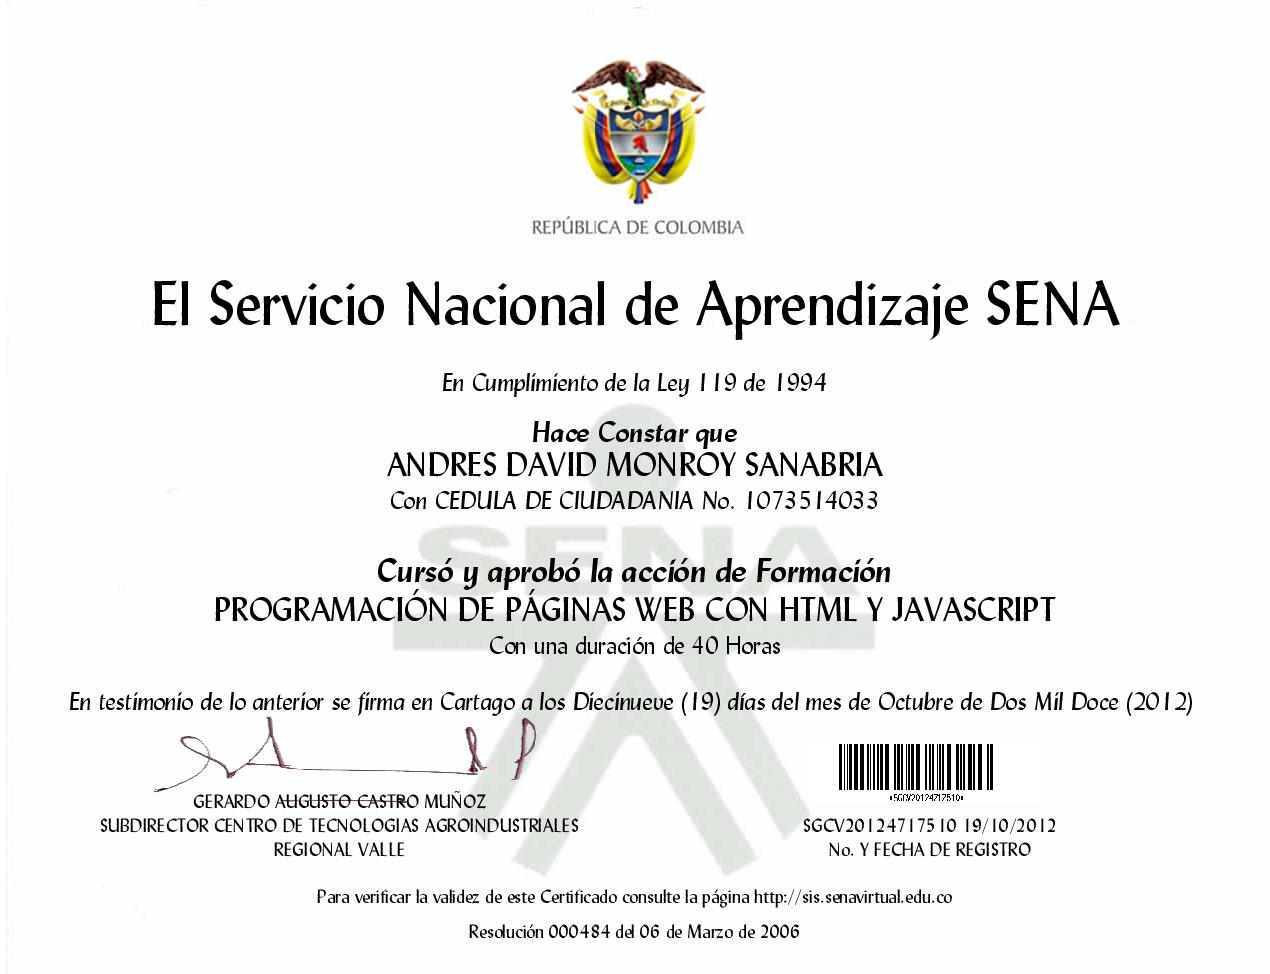 REPÚBLICA DE COLOMBIA
El Servicio Nacional de Aprendizaje SENA
En Cumplimiento de la Ley 119 de 1994
Hace Constar que
ANDRES DAVID MONROY SANABRIA
Con CEDULA DE CIUDADANIA No. 1073514033
SENA
Cursó y aprobó la acción de Formación
PROGRAMACIÓN DE PÁGINAS WEB CON HTML Y JAVASCRIPT
Con una duración de 40 Horas
En testimonio de lo anterior se firma en Cartago a los Diecinueve (19) días del mes de Octubre de Dos Mil Doce (2012)
*SGCV20124717510*
GERARDO AUGUSTO CASTRO MUÑOZ
SUBDIRECTOR CENTRO DE TECNOLOGIAS AGROINDUSTRIALES
REGIONAL VALLE
SGCV20124717510 19/10/2012
No. Y FECHA DE REGISTRO
Para verificar la validez de este Certificado consulte la página http://sis.senavirtual.edu.co
Resolución 000484 del 06 de Marzo de 2006